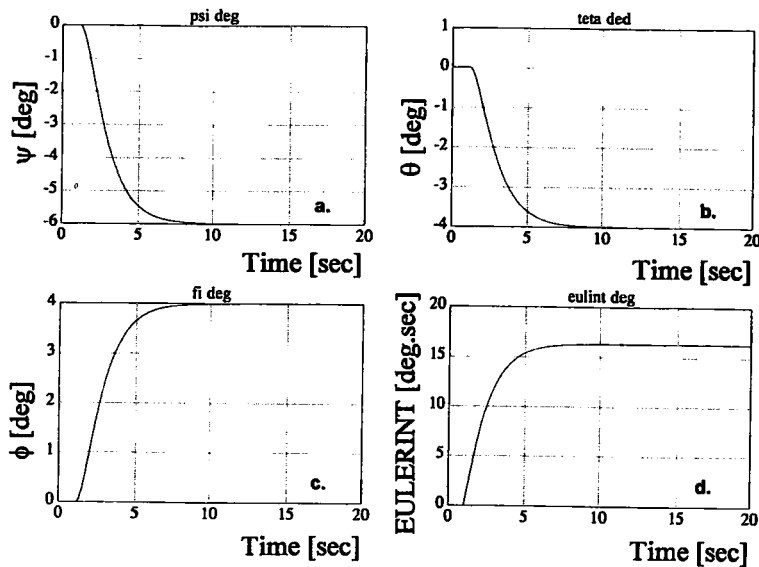 psi deg
0
-1
-2
-3
-4
-5
-6
ψ [deg]
a.
0 5 10 15 20
Time [sec]
teta ded
1
0
-1
-2
-3
-4
θ [deg]
b.
0 5 10 15 20
Time [sec]
fi deg
4
3
2
1
0
ϕ [deg]
c.
0 5 10 15 20
Time [sec]
eulint deg
20
15
10
5
0
EULERINT [deg.sec]
d.
0 5 10 15 20
Time [sec]